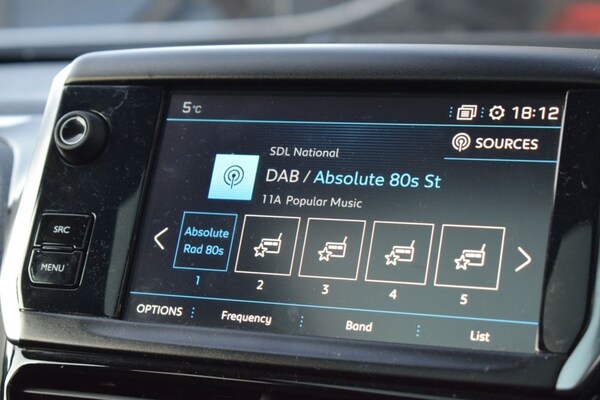 5°C
18:12
SOURCES
SDL National
DAB / Absolute 80s St
11A Popular Music
SRC
MENU
Absolute
Rad 80s
1 2 3 4 5
OPTIONS Frequency Band List